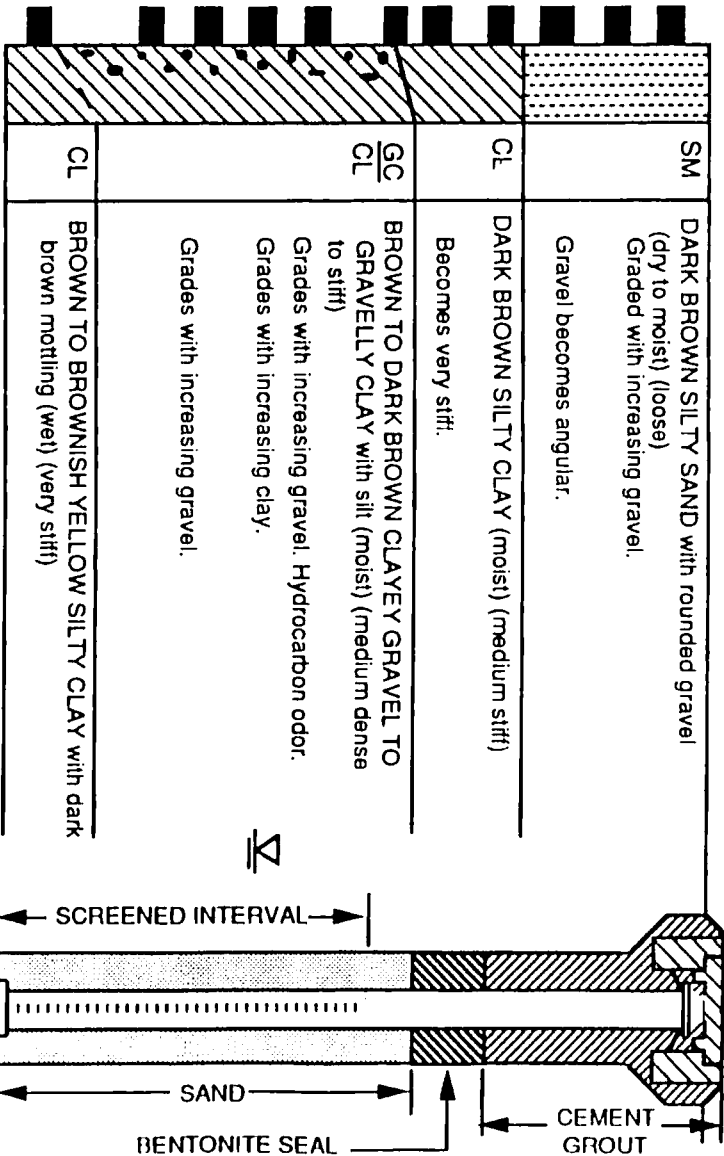 SM
DARK BROWN SILTY SAND with rounded gravel
(dry to moist) (loose)
Graded with increasing gravel.
Gravel becomes angular.
CL
DARK BROWN SILTY CLAY (moist) (medium stiff)
Becomes very stiff.
GC
CL
BROWN TO DARK BROWN CLAYEY GRAVEL TO
GRAVELLY CLAY with silt (moist) (medium dense
to stiff)
Grades with increasing gravel. Hydrocarbon odor.
Grades with increasing clay.
Grades with increasing gravel.
CL
BROWN TO BROWNISH YELLOW SILTY CLAY with dark
brown mottling (wet) (very stiff)
SCREENED INTERVAL
SAND
BENTONITE SEAL
CEMENT
GROUT